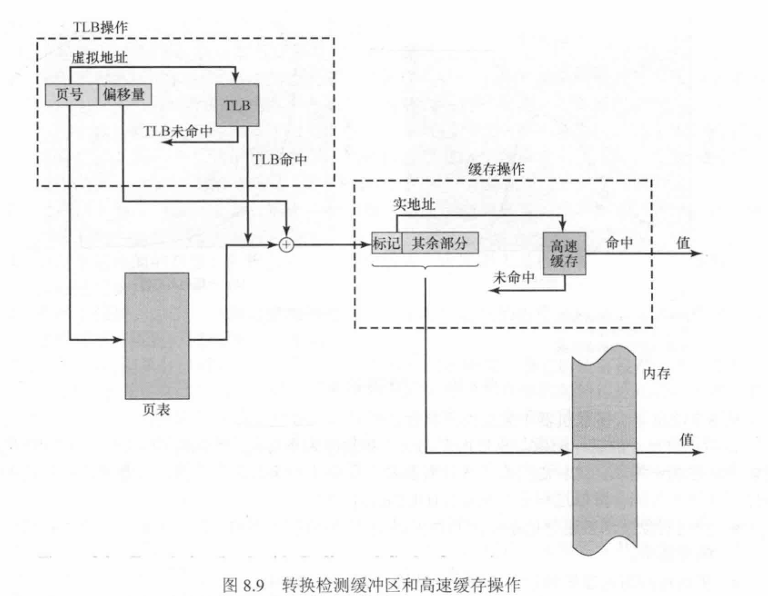 TLB操作
虚拟地址
页号 偏移量
TLB
TLB未命中
TLB命中
缓存操作
实地址
标记 其余部分
高速
缓存
命中
值
未命中
页表
内存
值
图 8.9 转换检测缓冲区和高速缓存操作